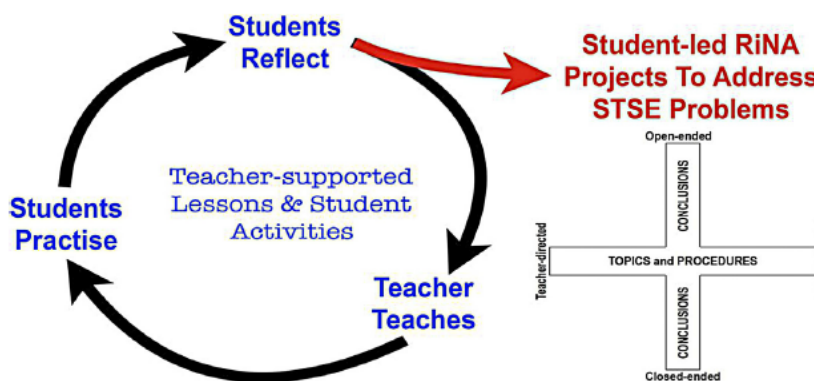 Students
Reflect
Student-led RiNA
Projects To Address
STSE Problems
Teacher-supported
Lessons & Student
Activities
Students
Practise
Teacher
Teaches
Open-ended
CONCLUSIONS
Teacher-directed
TOPICS and PROCEDURES
CONCLUSIONS
Closed-ended